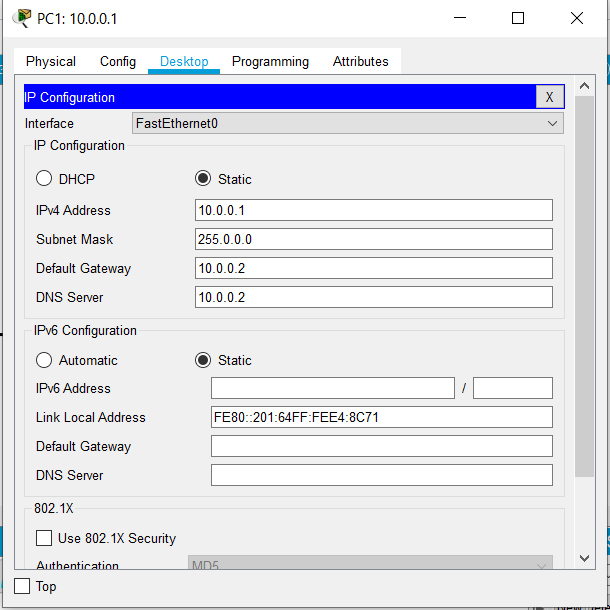 PC1: 10.0.0.1
Physical Config Desktop Programming Attributes
IP Configuration X
Interface FastEthernet0
IP Configuration
DHCP Static
IPv4 Address 10.0.0.1
Subnet Mask 255.0.0.0
Default Gateway 10.0.0.2
DNS Server 10.0.0.2
IPv6 Configuration
Automatic Static
IPv6 Address /
Link Local Address FE80::201:64FF:FEE4:8C71
Default Gateway
DNS Server
802.1X
Use 802.1X Security
Authentication MD5
Top
New